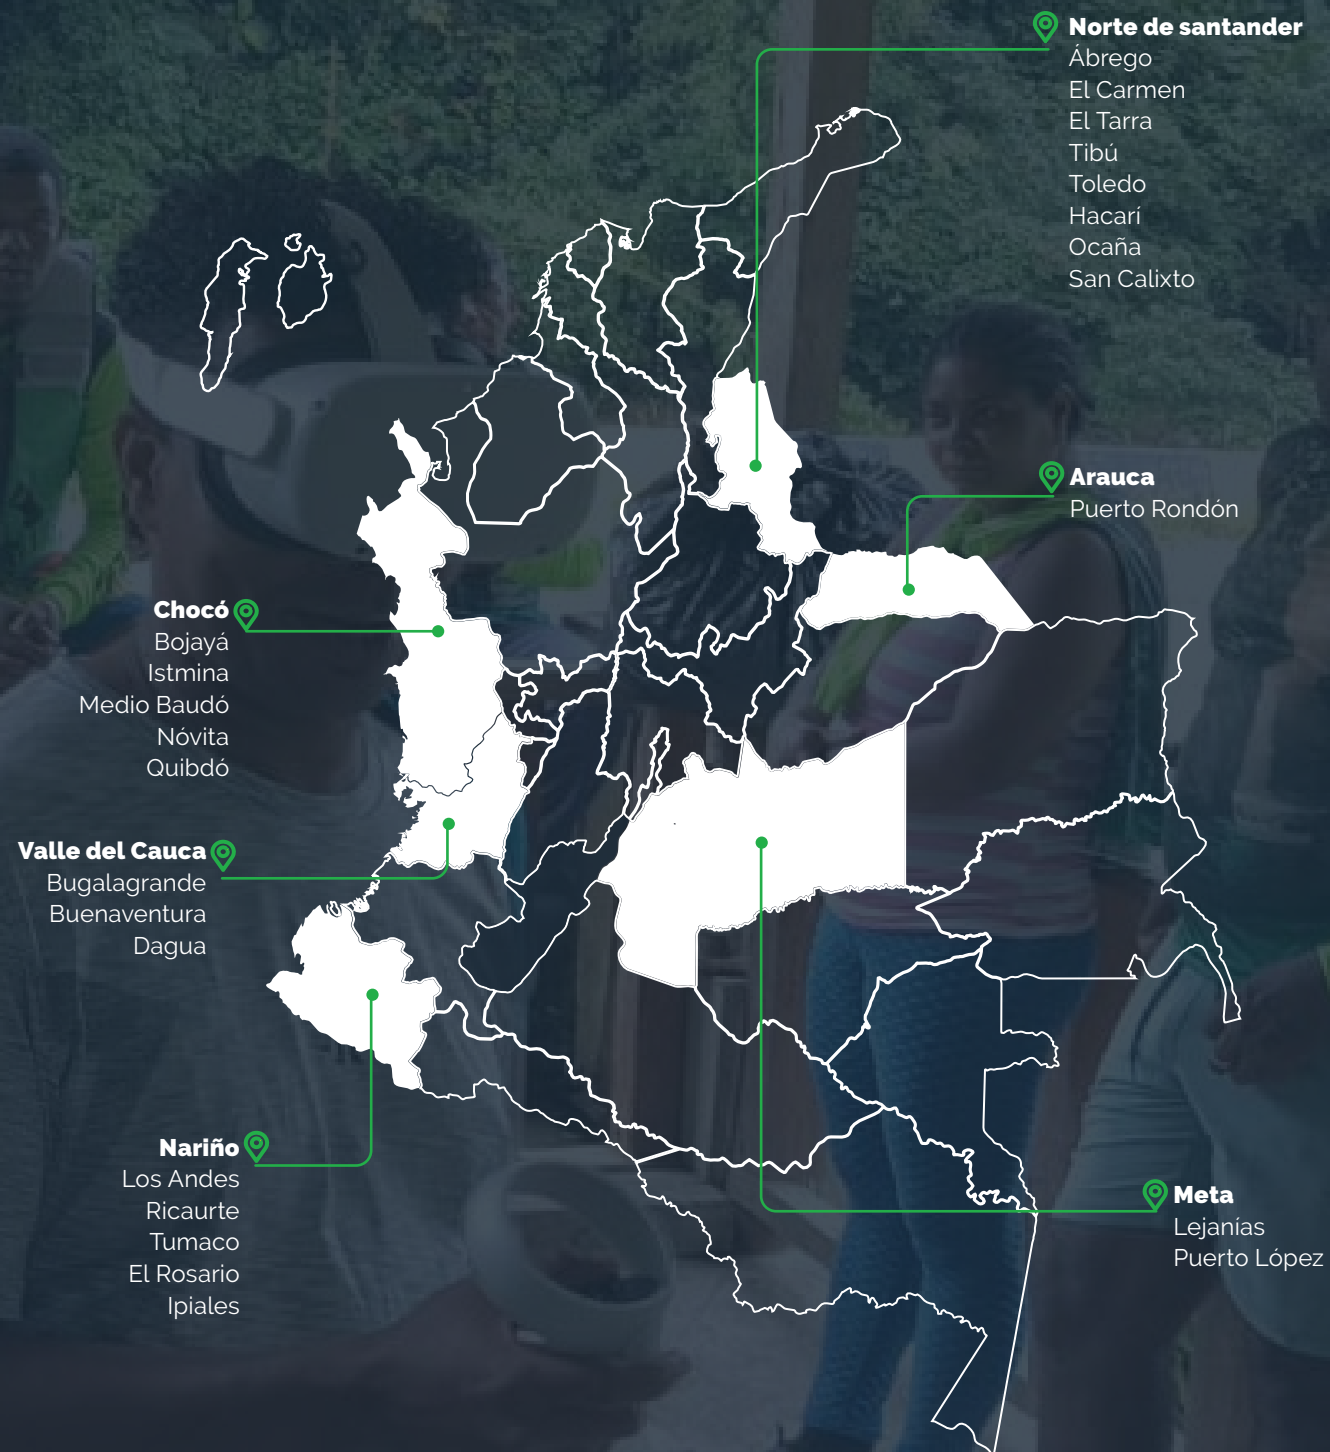 Norte de santander
Ábrego
El Carmen
El Tarra
Tibú
Toledo
Hacarí
Ocaña
San Calixto
Arauca
Puerto Rondón
Chocó
Bojayá
Istmina
Medio Baudó
Nóvita
Quibdó
Valle del Cauca
Bugalagrande
Buenaventura
Dagua
Nariño
Los Andes
Ricaurte
Tumaco
El Rosario
Ipiales
Meta
Lejanías
Puerto López